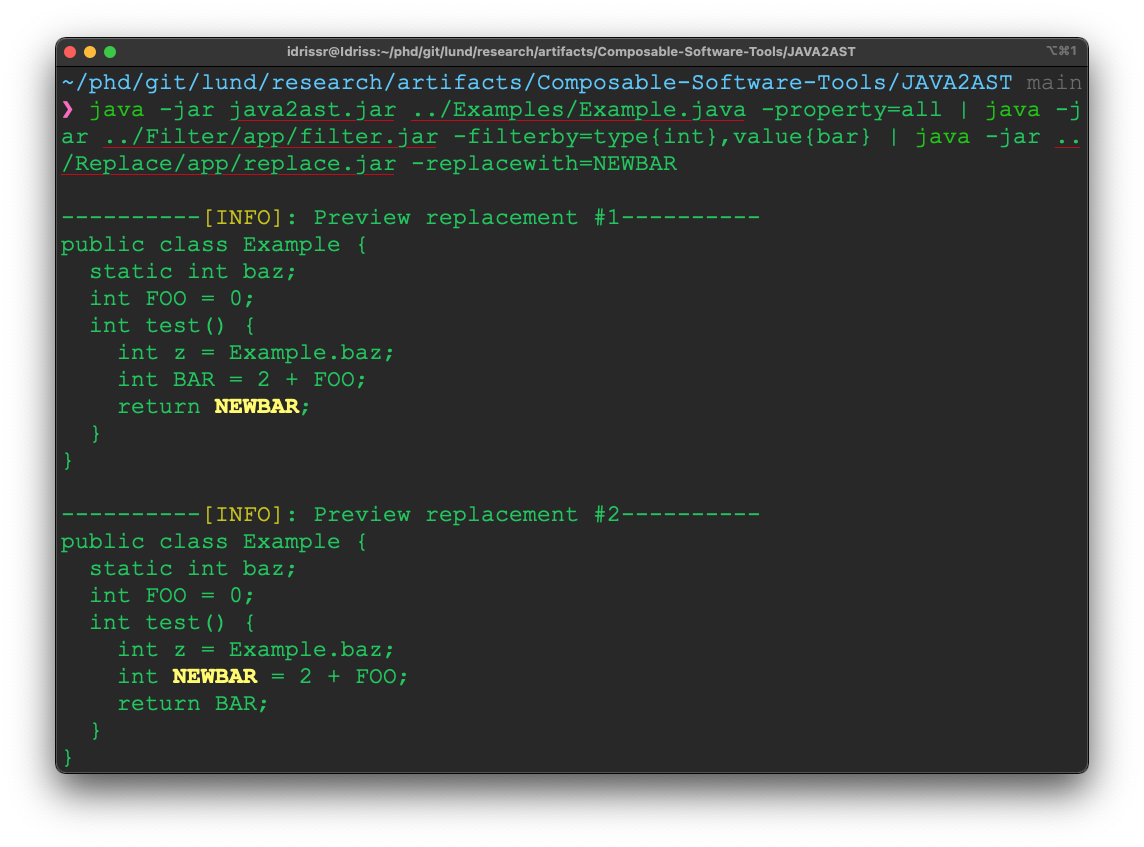 idrissr@Idriss:~/phd/git/lund/research/artifacts/Composable-Software-Tools/JAVA2AST ⌥⌘1
~/phd/git/lund/research/artifacts/Composable-Software-Tools/JAVA2AST main
❯ java -jar java2ast.jar ../Examples/Example.java -property=all | java -j
ar ../Filter/app/filter.jar -filterby=type{int},value{bar} | java -jar ..
/Replace/app/replace.jar -replacewith=NEWBAR
----------[INFO]: Preview replacement #1----------
public class Example {
  static int baz;
  int FOO = 0;
  int test() {
    int z = Example.baz;
    int BAR = 2 + FOO;
    return NEWBAR;
  }
}
----------[INFO]: Preview replacement #2----------
public class Example {
  static int baz;
  int FOO = 0;
  int test() {
    int z = Example.baz;
    int NEWBAR = 2 + FOO;
    return BAR;
  }
}